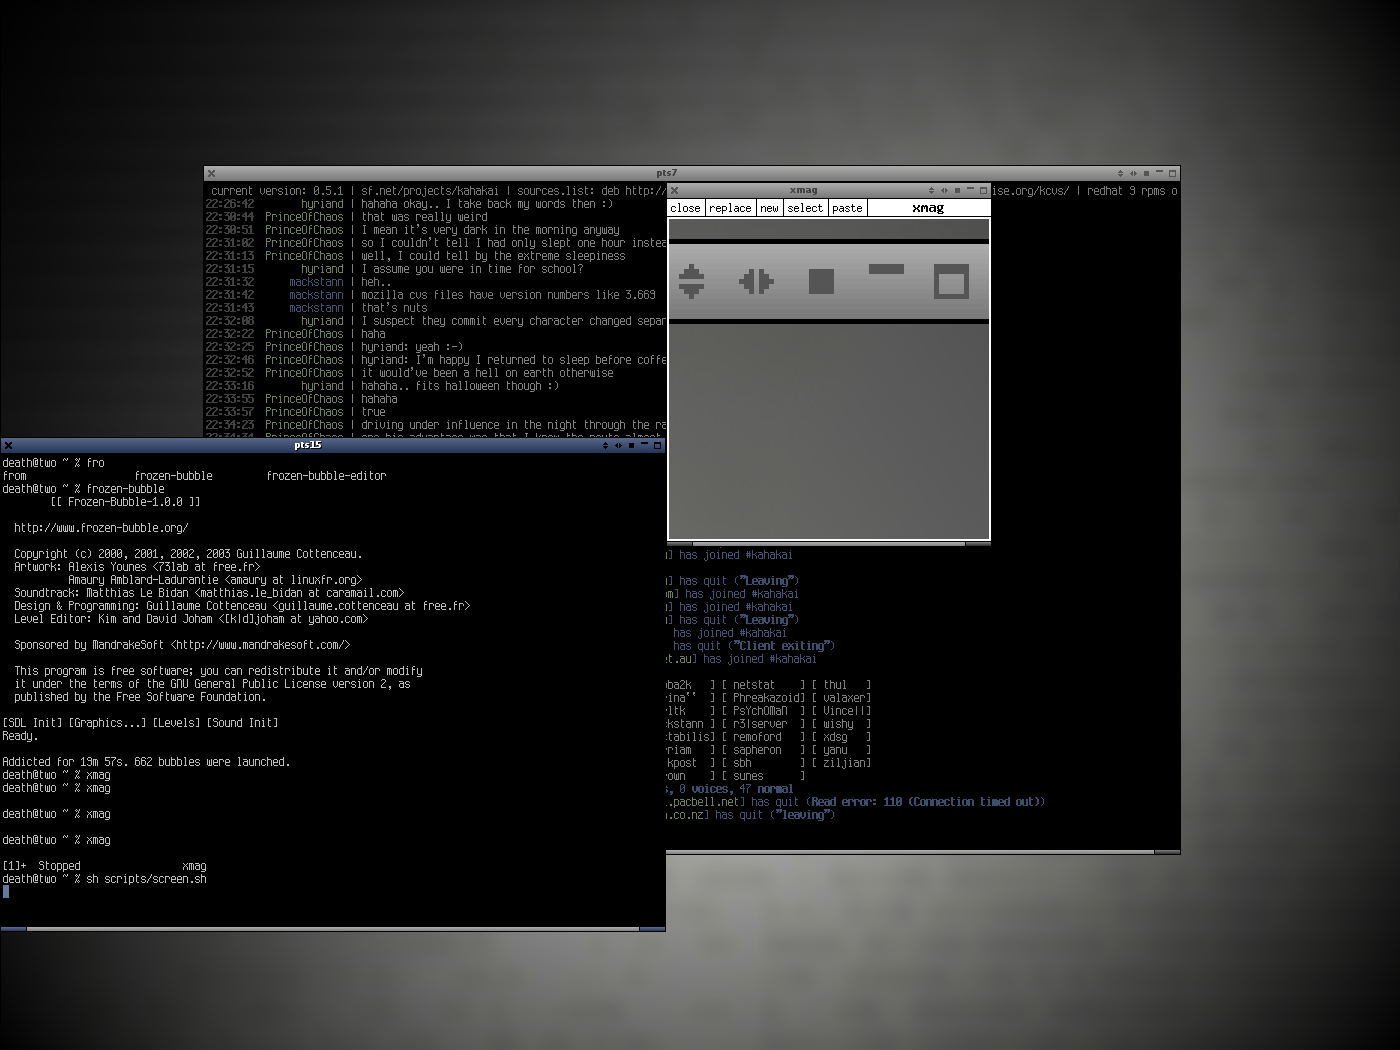 pts7
current version: 0.5.1 | sf.net/projects/kahakai | sources.list: deb http:/
ise.org/kcvs/ | redhat 9 rpms o
22:26:42 hyriand | hahaha okay.. I take back my words then :)
22:30:44 PrinceOfChaos | that was really weird
22:30:51 PrinceOfChaos | I mean it's very dark in the morning anyway
22:31:02 PrinceOfChaos | so I couldn't tell I had only slept one hour instea
22:31:13 PrinceOfChaos | well, I could tell by the extreme sleepiness
22:31:15 hyriand | I assume you were in time for school?
22:31:32 mackstann | heh..
22:31:42 mackstann | mozilla cvs files have version numbers like 3.669
22:31:43 mackstann | that's nuts
22:32:08 hyriand | I suspect they commit every character changed separ
22:32:22 PrinceOfChaos | haha
22:32:25 PrinceOfChaos | hyriand: yeah :-)
22:32:46 PrinceOfChaos | hyriand: I'm happy I returned to sleep before coffe
22:32:52 PrinceOfChaos | it would've been a hell on earth otherwise
22:33:16 hyriand | hahaha.. fits halloween though :)
22:33:55 PrinceOfChaos | hahaha
22:33:57 PrinceOfChaos | true
22:34:23 PrinceOfChaos | driving under influence in the night through the ra
xmag
close replace new select paste xmag
pts15
death@two ~ % fro
from frozen-bubble frozen-bubble-editor
death@two ~ % frozen-bubble
[[ Frozen-Bubble-1.0.0 ]]
http://www.frozen-bubble.org/
Copyright (c) 2000, 2001, 2002, 2003 Guillaume Cottenceau.
Artwork: Alexis Younes <73lab at free.fr>
Amaury Amblard-Ladurantie <amaury at linuxfr.org>
Soundtrack: Matthias Le Bidan <matthias.le_bidan at caramail.com>
Design & Programming: Guillaume Cottenceau <guillaume.cottenceau at free.fr>
Level Editor: Kim and David Joham <[k|d]joham at yahoo.com>
Sponsored by MandrakeSoft <http://www.mandrakesoft.com/>
This program is free software; you can redistribute it and/or modify
it under the terms of the GNU General Public License version 2, as
published by the Free Software Foundation.
[SDL Init] [Graphics...] [Levels] [Sound Init]
Ready.
Addicted for 19m 57s. 662 bubbles were launched.
death@two ~ % xmag
death@two ~ % xmag
death@two ~ % xmag
death@two ~ % xmag
[1]+ Stopped xmag
death@two ~ % sh scripts/screen.sh
] has joined #kahakai
] has quit ("Leaving")
] has joined #kahakai
] has joined #kahakai
] has quit ("Leaving")
has joined #kahakai
has quit ("Client exiting")
t.au] has joined #kahakai
ba2k ] [ netstat ] [ thul ]
rina`` ] [ Phreakazoid] [ valaxer]
ltk ] [ PsYchOMaN ] [ Vince|| ]
kstann ] [ r3|server ] [ wishy ]
tabilis] [ remoford ] [ xdsg ]
riam ] [ sapheron ] [ yanu ]
kpost ] [ sbh ] [ ziljian]
own ] [ sunes ]
s, 0 voices, 47 normal
.pacbell.net] has quit (Read error: 110 (Connection timed out))
.co.nz] has quit ("leaving")